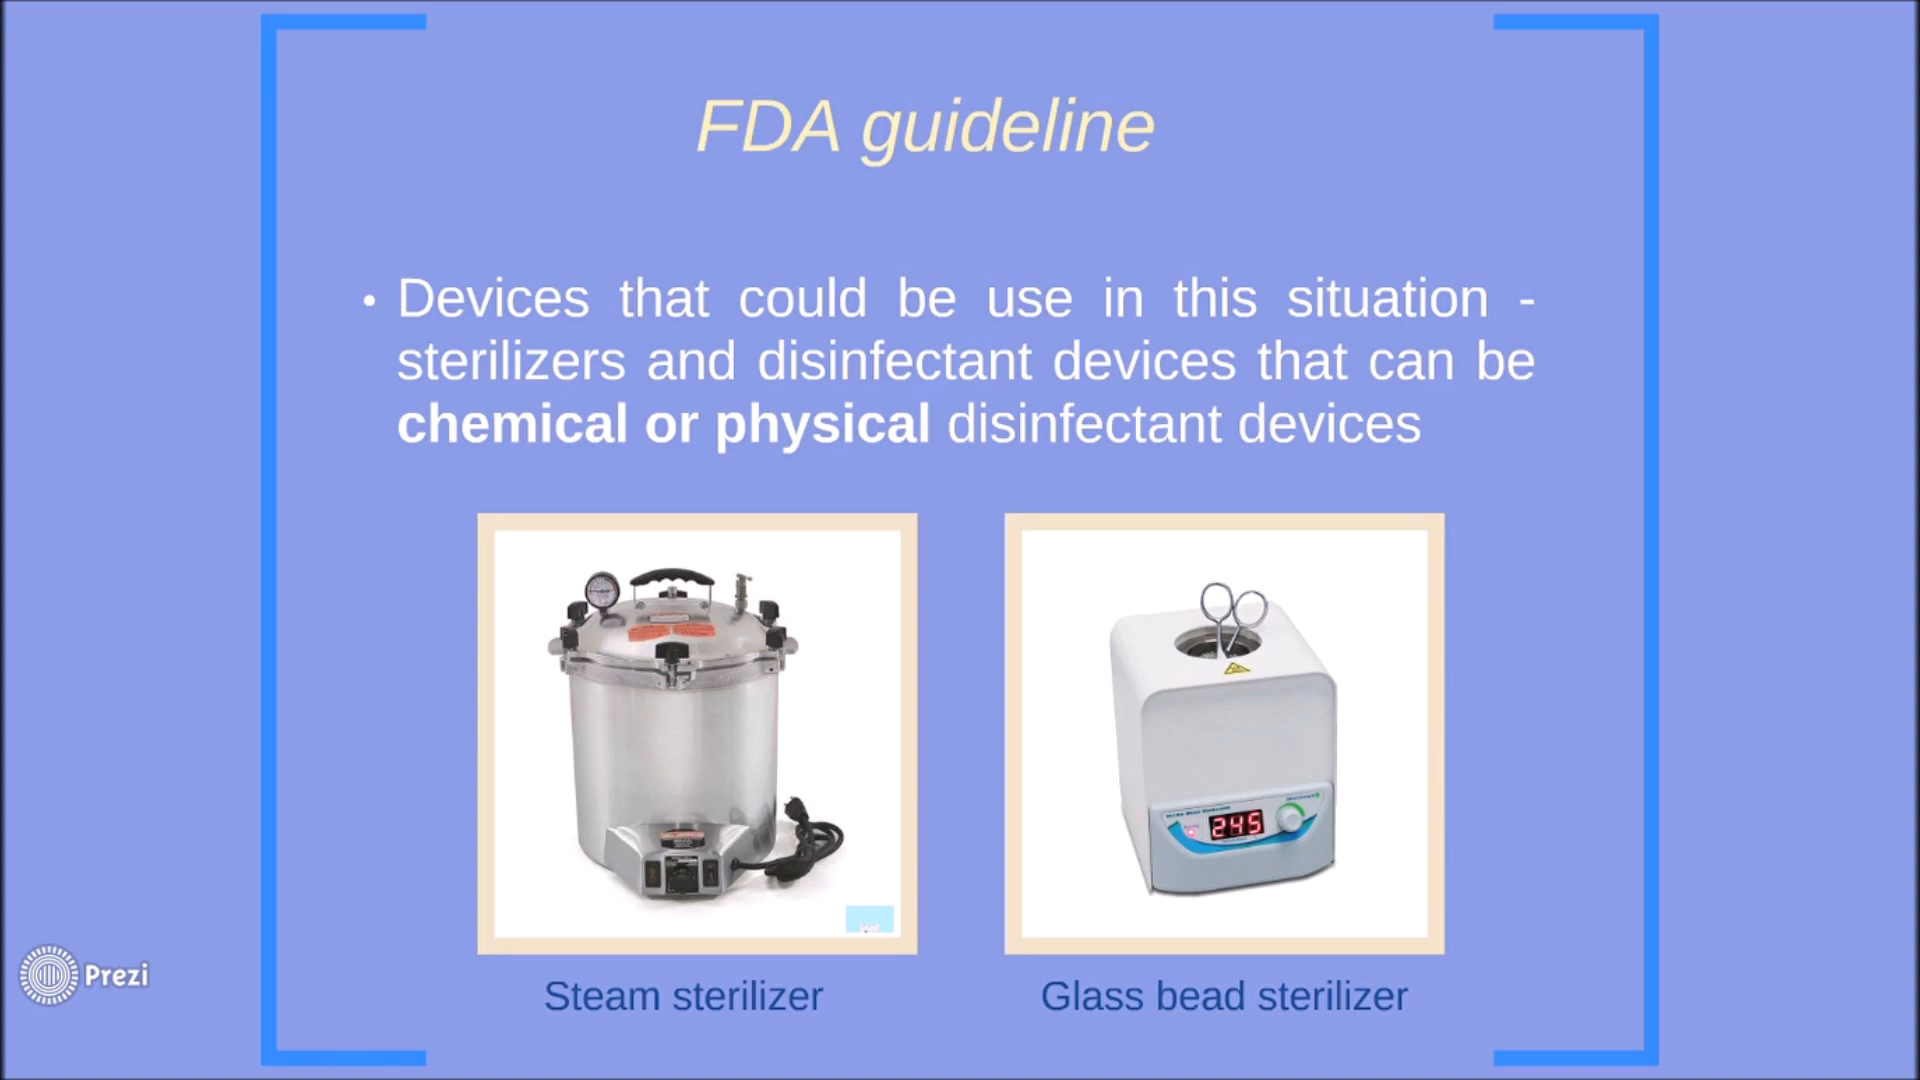 FDA guideline
• Devices that could be use in this situation -
sterilizers and disinfectant devices that can be
chemical or physical disinfectant devices
245
Steam sterilizer
Glass bead sterilizer
Prezi